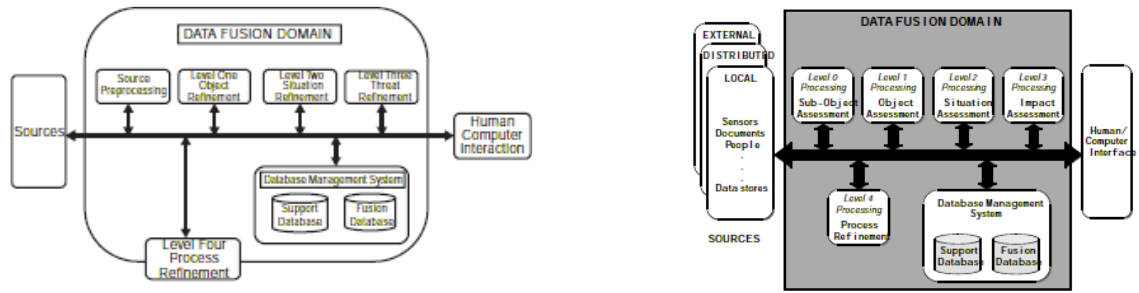 DATA FUSION DOMAIN
Source
Preprocessing
Level One
Object
Refinement
Level Two
Situation
Refinement
Level Three
Threat
Refinement
Sources
Human
Computer
Interaction
Database Management System
Support
Database
Fusion
Database
Level Four
Process
Refinement
DATA FUSION DOMAIN
EXTERNAL
DISTRIBUTED
LOCAL
Sensors
Documents
People
.
.
.
Data stores
SOURCES
Level 0
Processing
Sub-Object
Assessment
Level 1
Processing
Object
Assessment
Level 2
Processing
Situation
Assessment
Level 3
Processing
Impact
Assessment
Human/
Computer
Interface
Level 4
Processing
Process
Refinement
Database Management
System
Support
Database
Fusion
Database